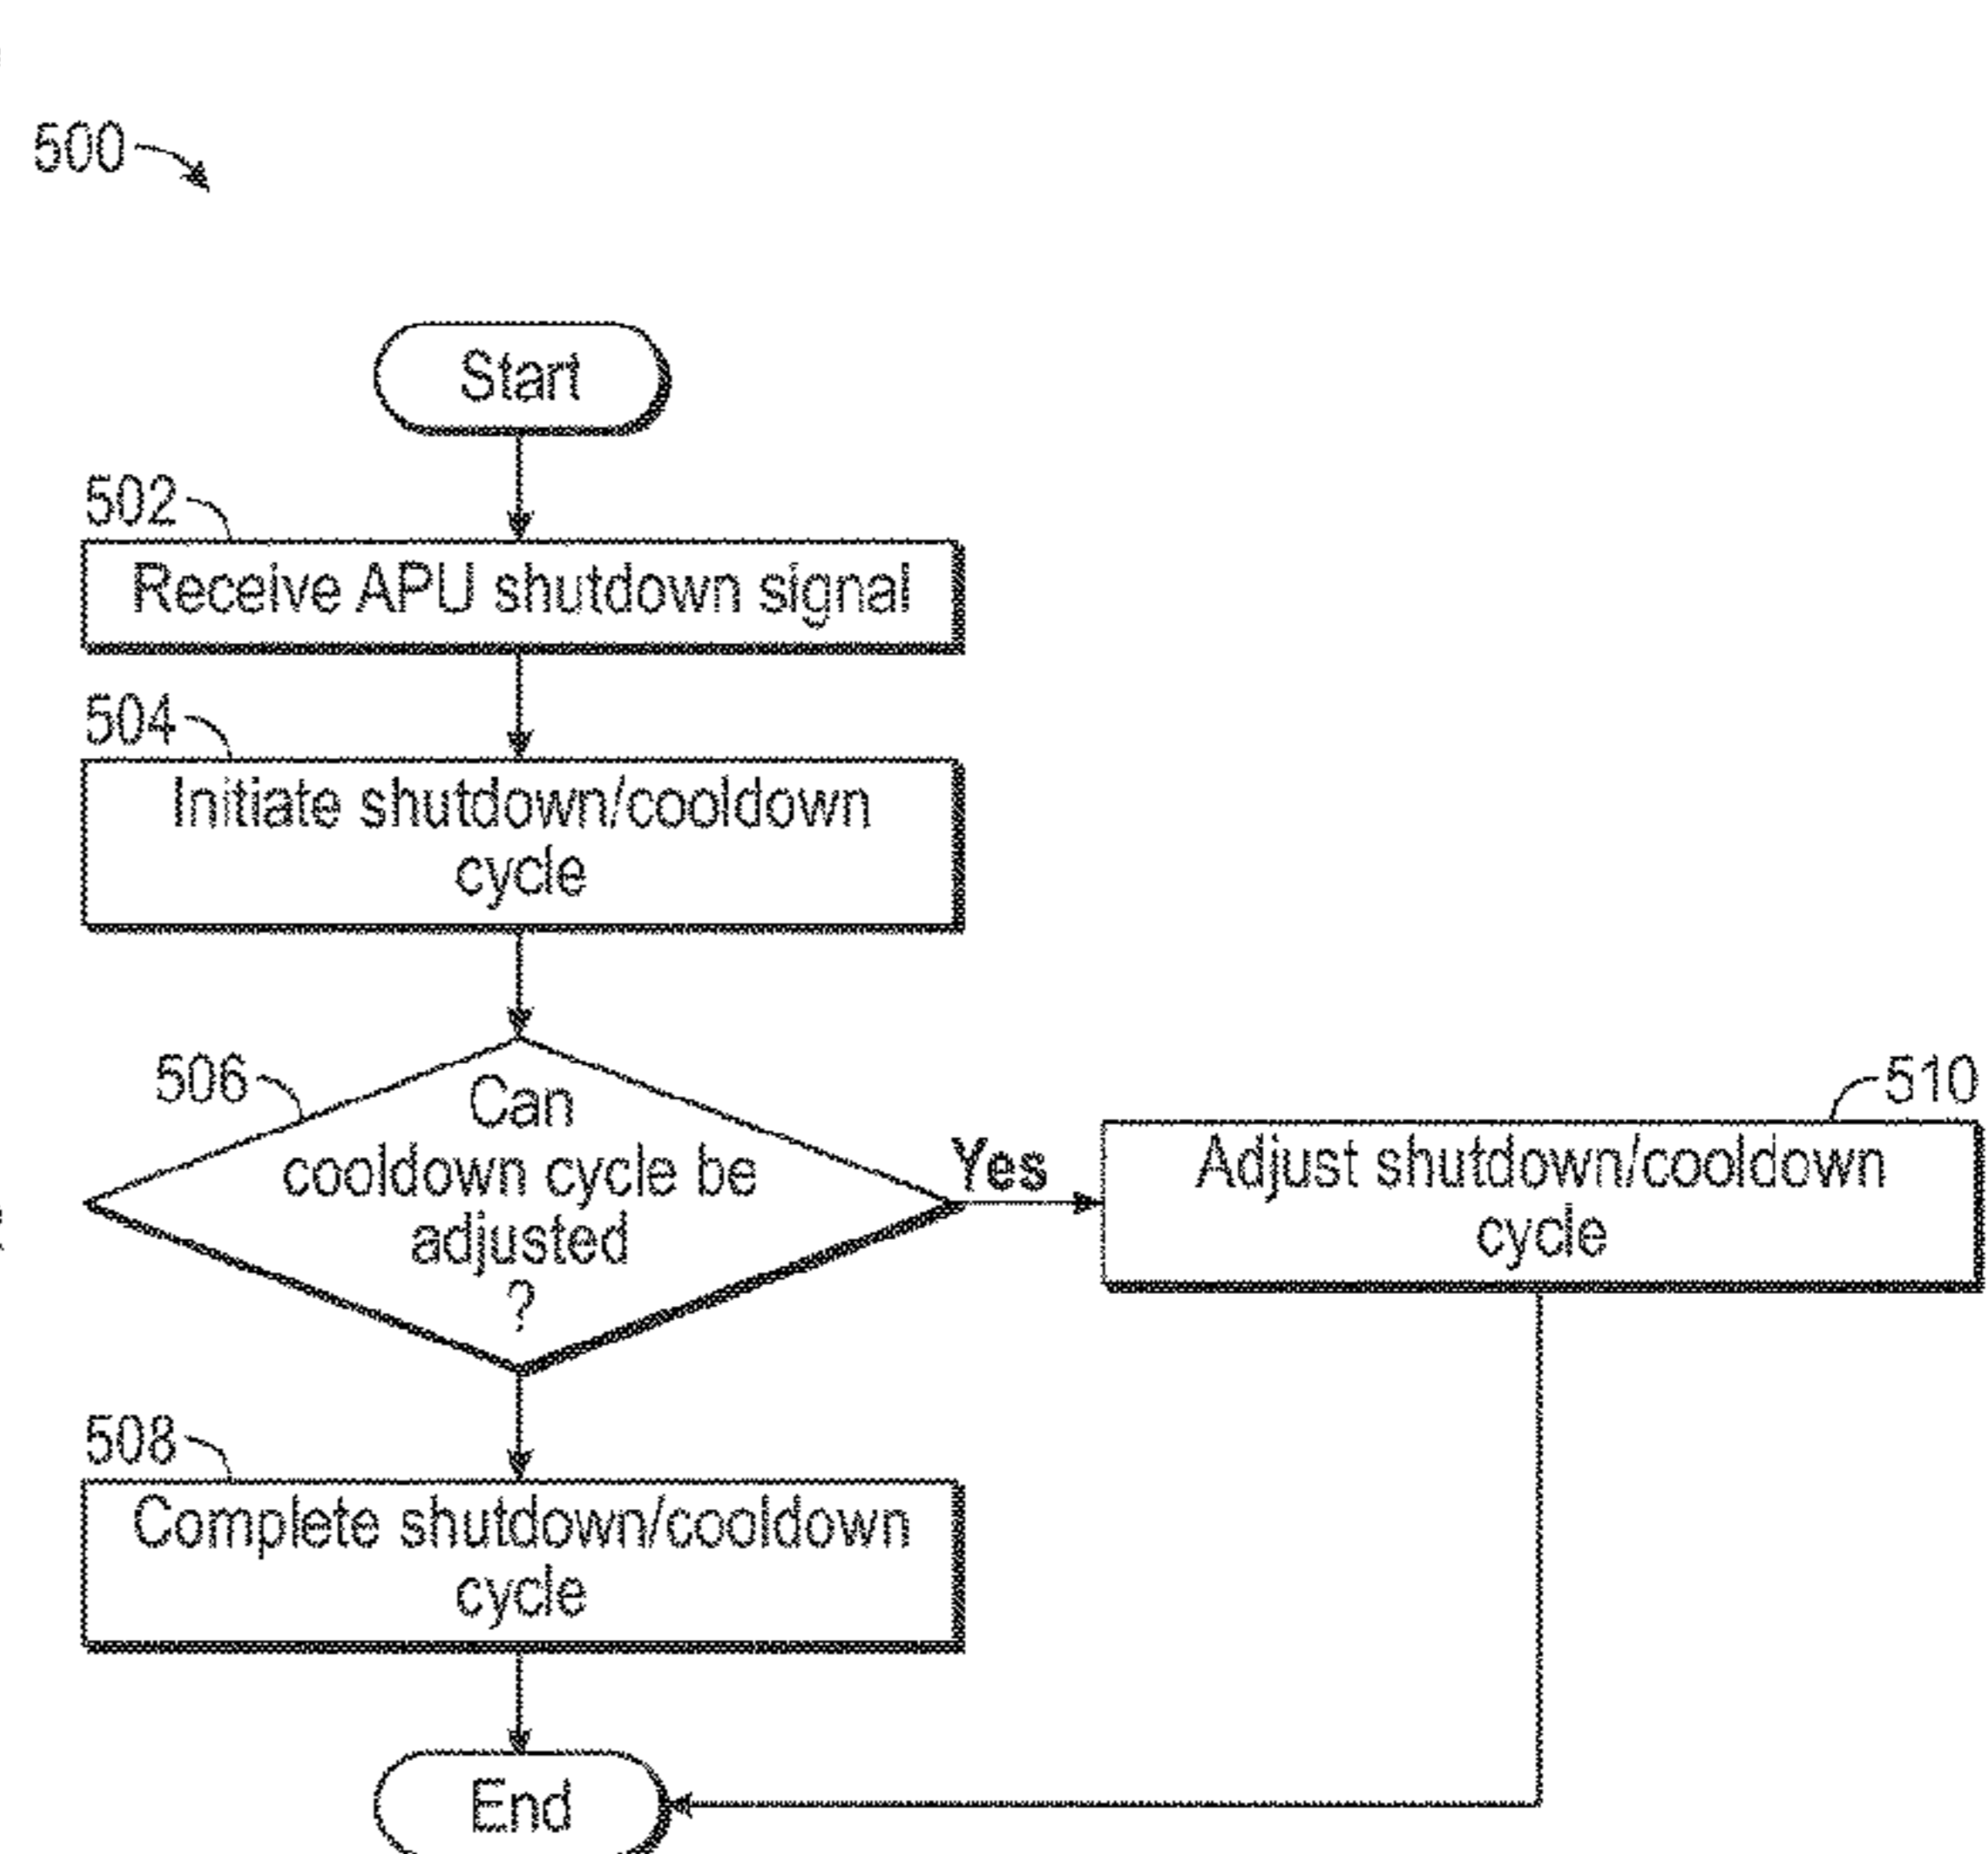 500
Start
502
Receive APU shutdown signal
504
Initiate shutdown/cooldown
cycle
506
Can
cooldown cycle be
adjusted
?
Yes
510
Adjust shutdown/cooldown
cycle
508
Complete shutdown/cooldown
cycle
End